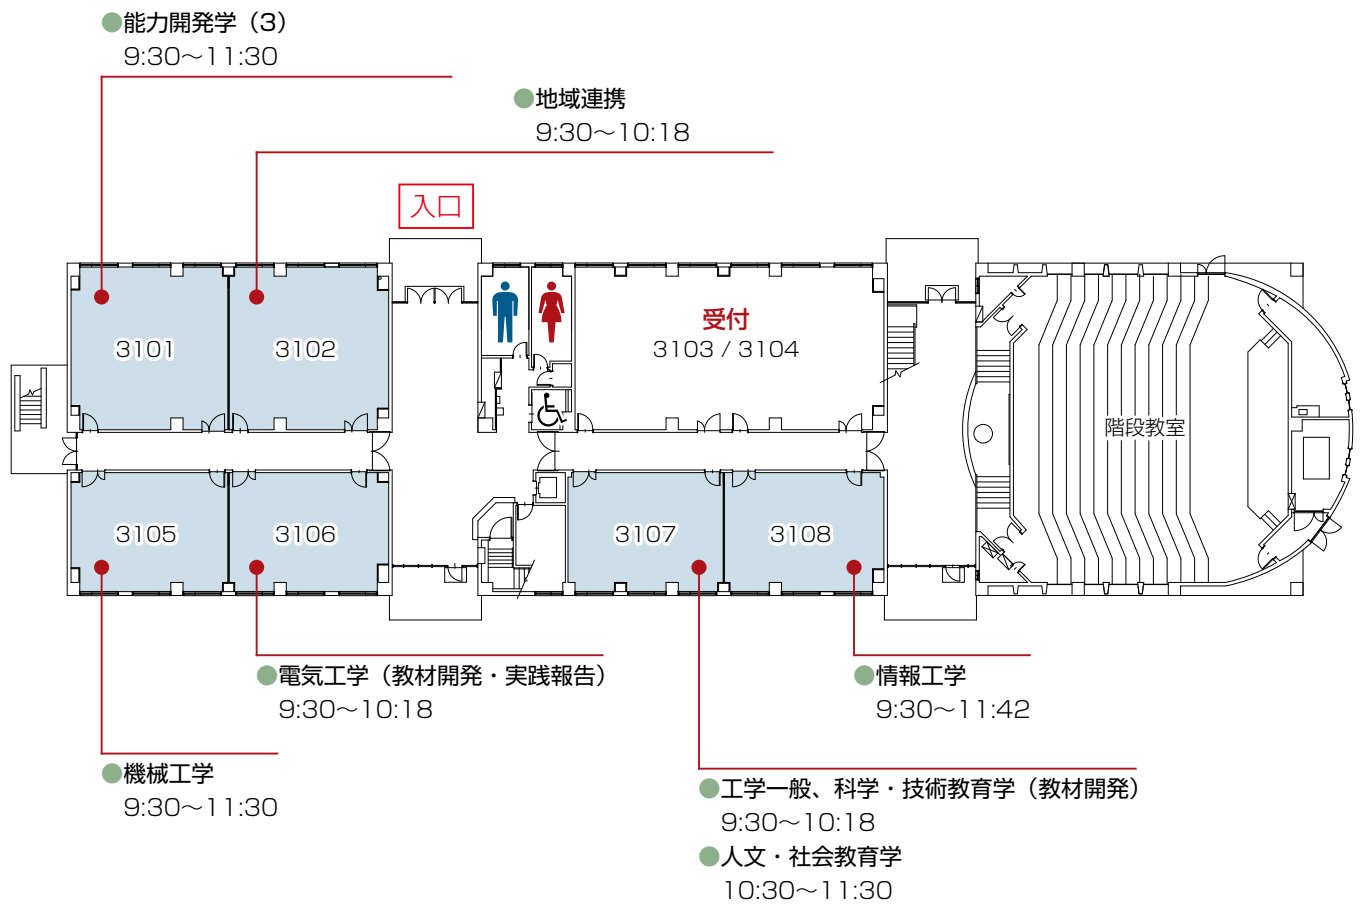 ●能力開発学（3）
9:30～11:30
●地域連携
9:30～10:18
入口
受付
3101
3102
3103 / 3104
階段教室
3105
3106
3107
3108
●電気工学（教材開発・実践報告）
9:30～10:18
●情報工学
9:30～11:42
●機械工学
9:30～11:30
●工学一般、科学・技術教育学（教材開発）
9:30～10:18
●人文・社会教育学
10:30～11:30